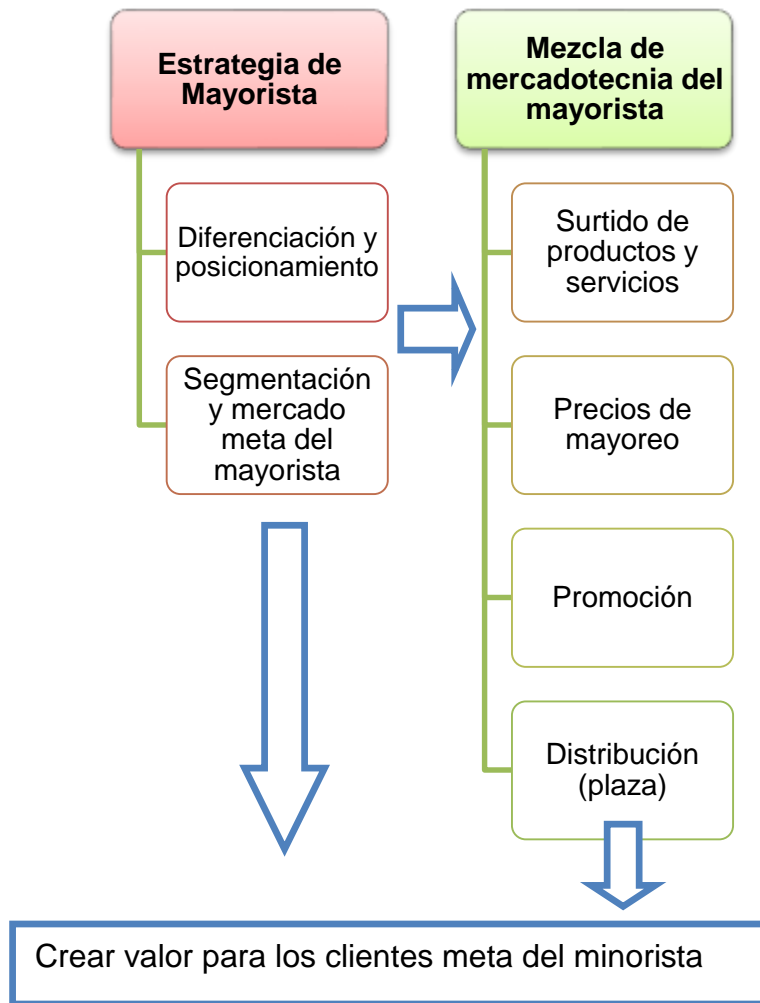 Estrategia de
Mayorista
Diferenciación y
posicionamiento
Segmentación
y mercado
meta del
mayorista
Mezcla de
mercadotecnia del
mayorista
Surtido de
productos y
servicios
Precios de
mayoreo
Promoción
Distribución
(plaza)
Crear valor para los clientes meta del minorista